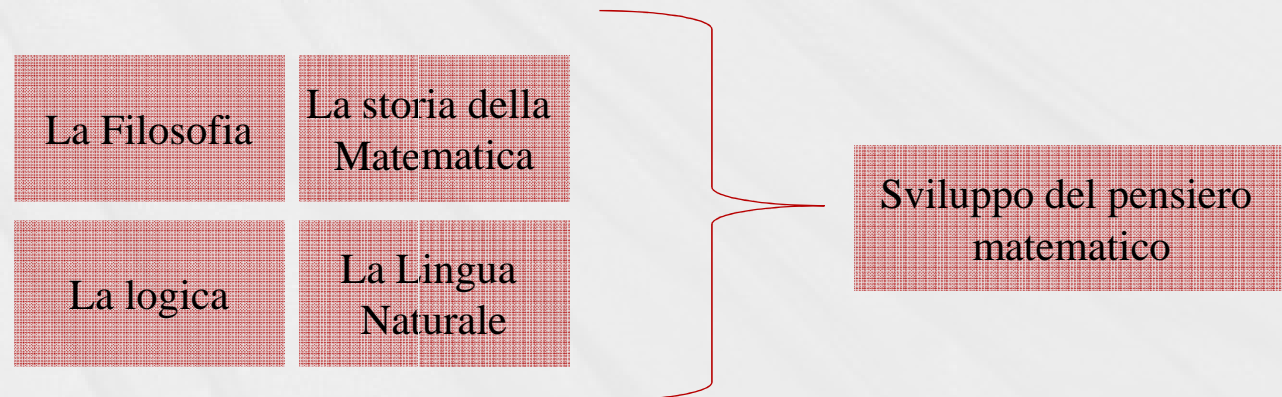 La Filosofia
La storia della
Matematica
La logica
La Lingua
Naturale
Sviluppo del pensiero
matematico